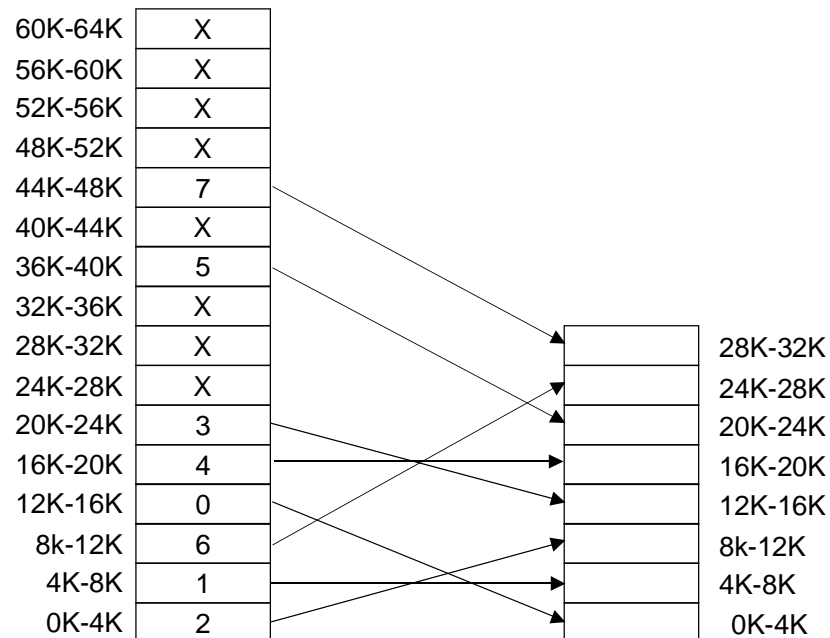 60K-64K X
56K-60K X
52K-56K X
48K-52K X
44K-48K 7
40K-44K X
36K-40K 5
32K-36K X
28K-32K X 28K-32K
24K-28K X 24K-28K
20K-24K 3 20K-24K
16K-20K 4 16K-20K
12K-16K 0 12K-16K
8k-12K 6 8k-12K
4K-8K 1 4K-8K
0K-4K 2 0K-4K